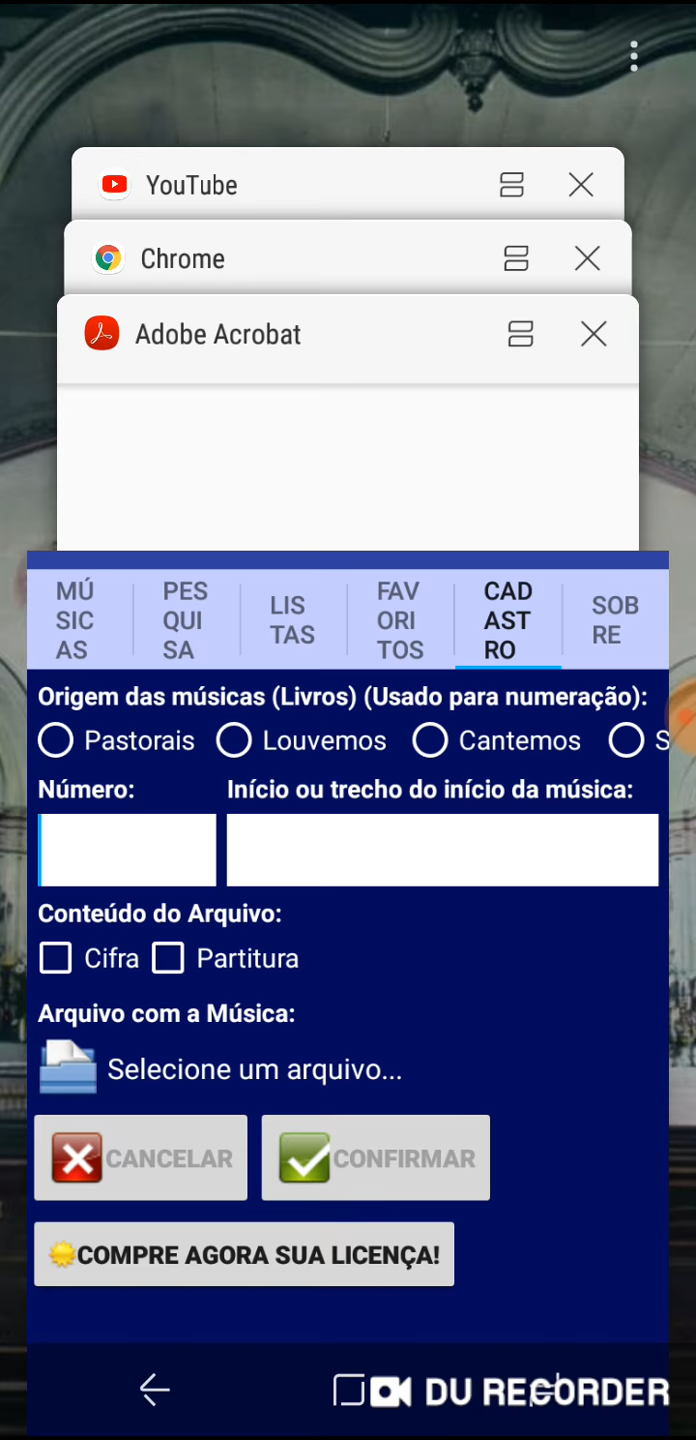 YouTube
Chrome
Adobe Acrobat
MÚ
SIC
AS
PES
QUI
SA
LIS
TAS
FAV
ORI
TOS
CAD
AST
RO
SOB
RE
Origem das músicas (Livros) (Usado para numeração):
Pastorais Louvemos Cantemos S
Número: Início ou trecho do início da música:
Conteúdo do Arquivo:
Cifra Partitura
Arquivo com a Música:
Selecione um arquivo...
CANCELAR CONFIRMAR
COMPRE AGORA SUA LICENÇA!
DU RECORDER